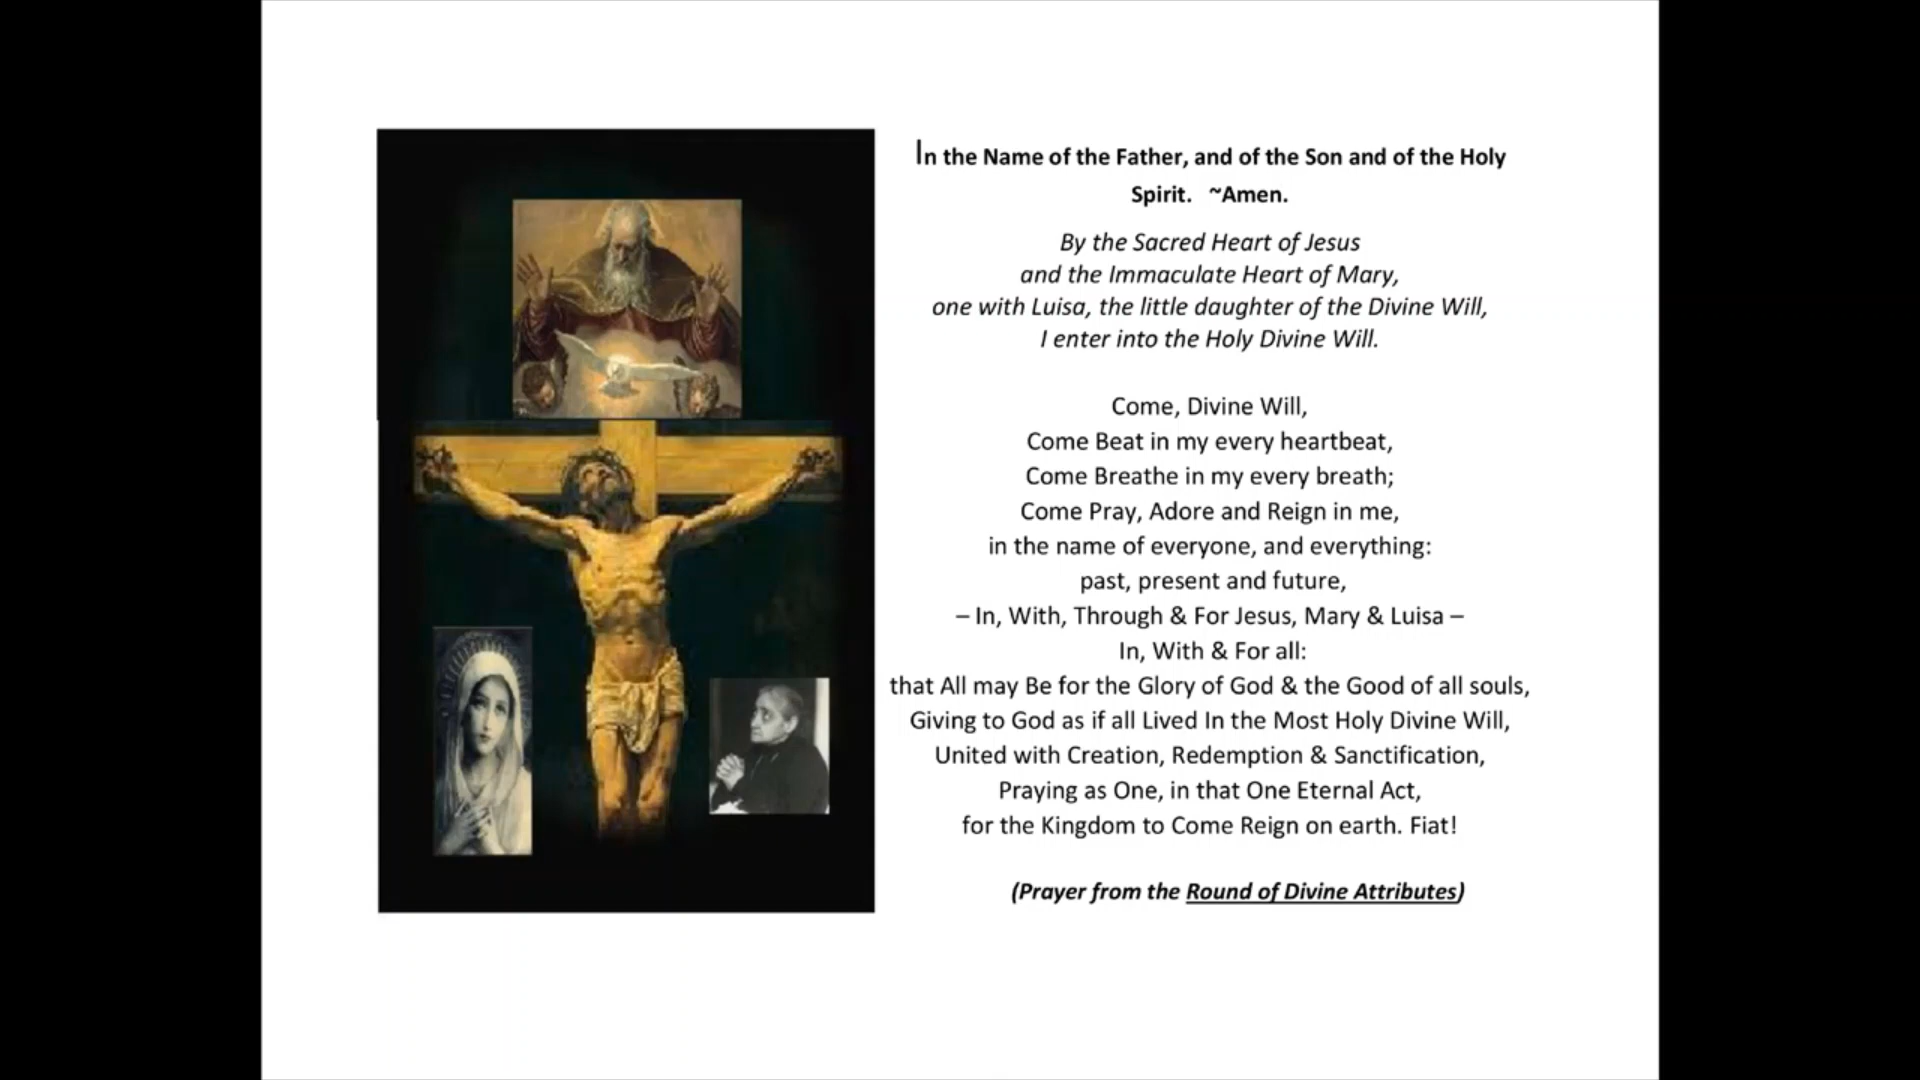 In the Name of the Father, and of the Son and of the Holy
Spirit.   ~Amen.
By the Sacred Heart of Jesus
and the Immaculate Heart of Mary,
one with Luisa, the little daughter of the Divine Will,
I enter into the Holy Divine Will.
Come, Divine Will,
Come Beat in my every heartbeat,
Come Breathe in my every breath;
Come Pray, Adore and Reign in me,
in the name of everyone, and everything:
past, present and future,
– In, With, Through & For Jesus, Mary & Luisa –
In, With & For all:
that All may Be for the Glory of God & the Good of all souls,
Giving to God as if all Lived In the Most Holy Divine Will,
United with Creation, Redemption & Sanctification,
Praying as One, in that One Eternal Act,
for the Kingdom to Come Reign on earth. Fiat!
(Prayer from the Round of Divine Attributes)